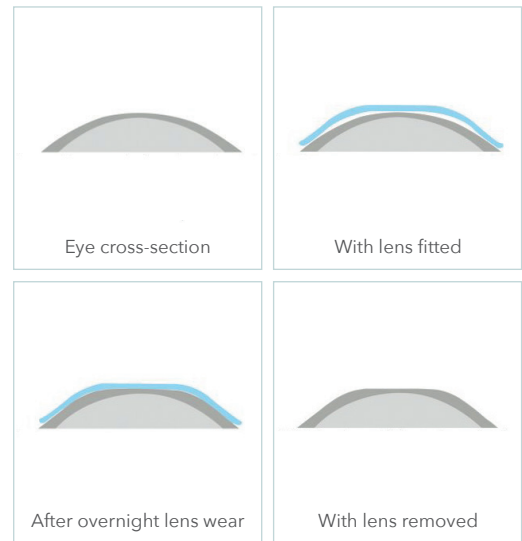 Eye cross-section
With lens fitted
After overnight lens wear
With lens removed